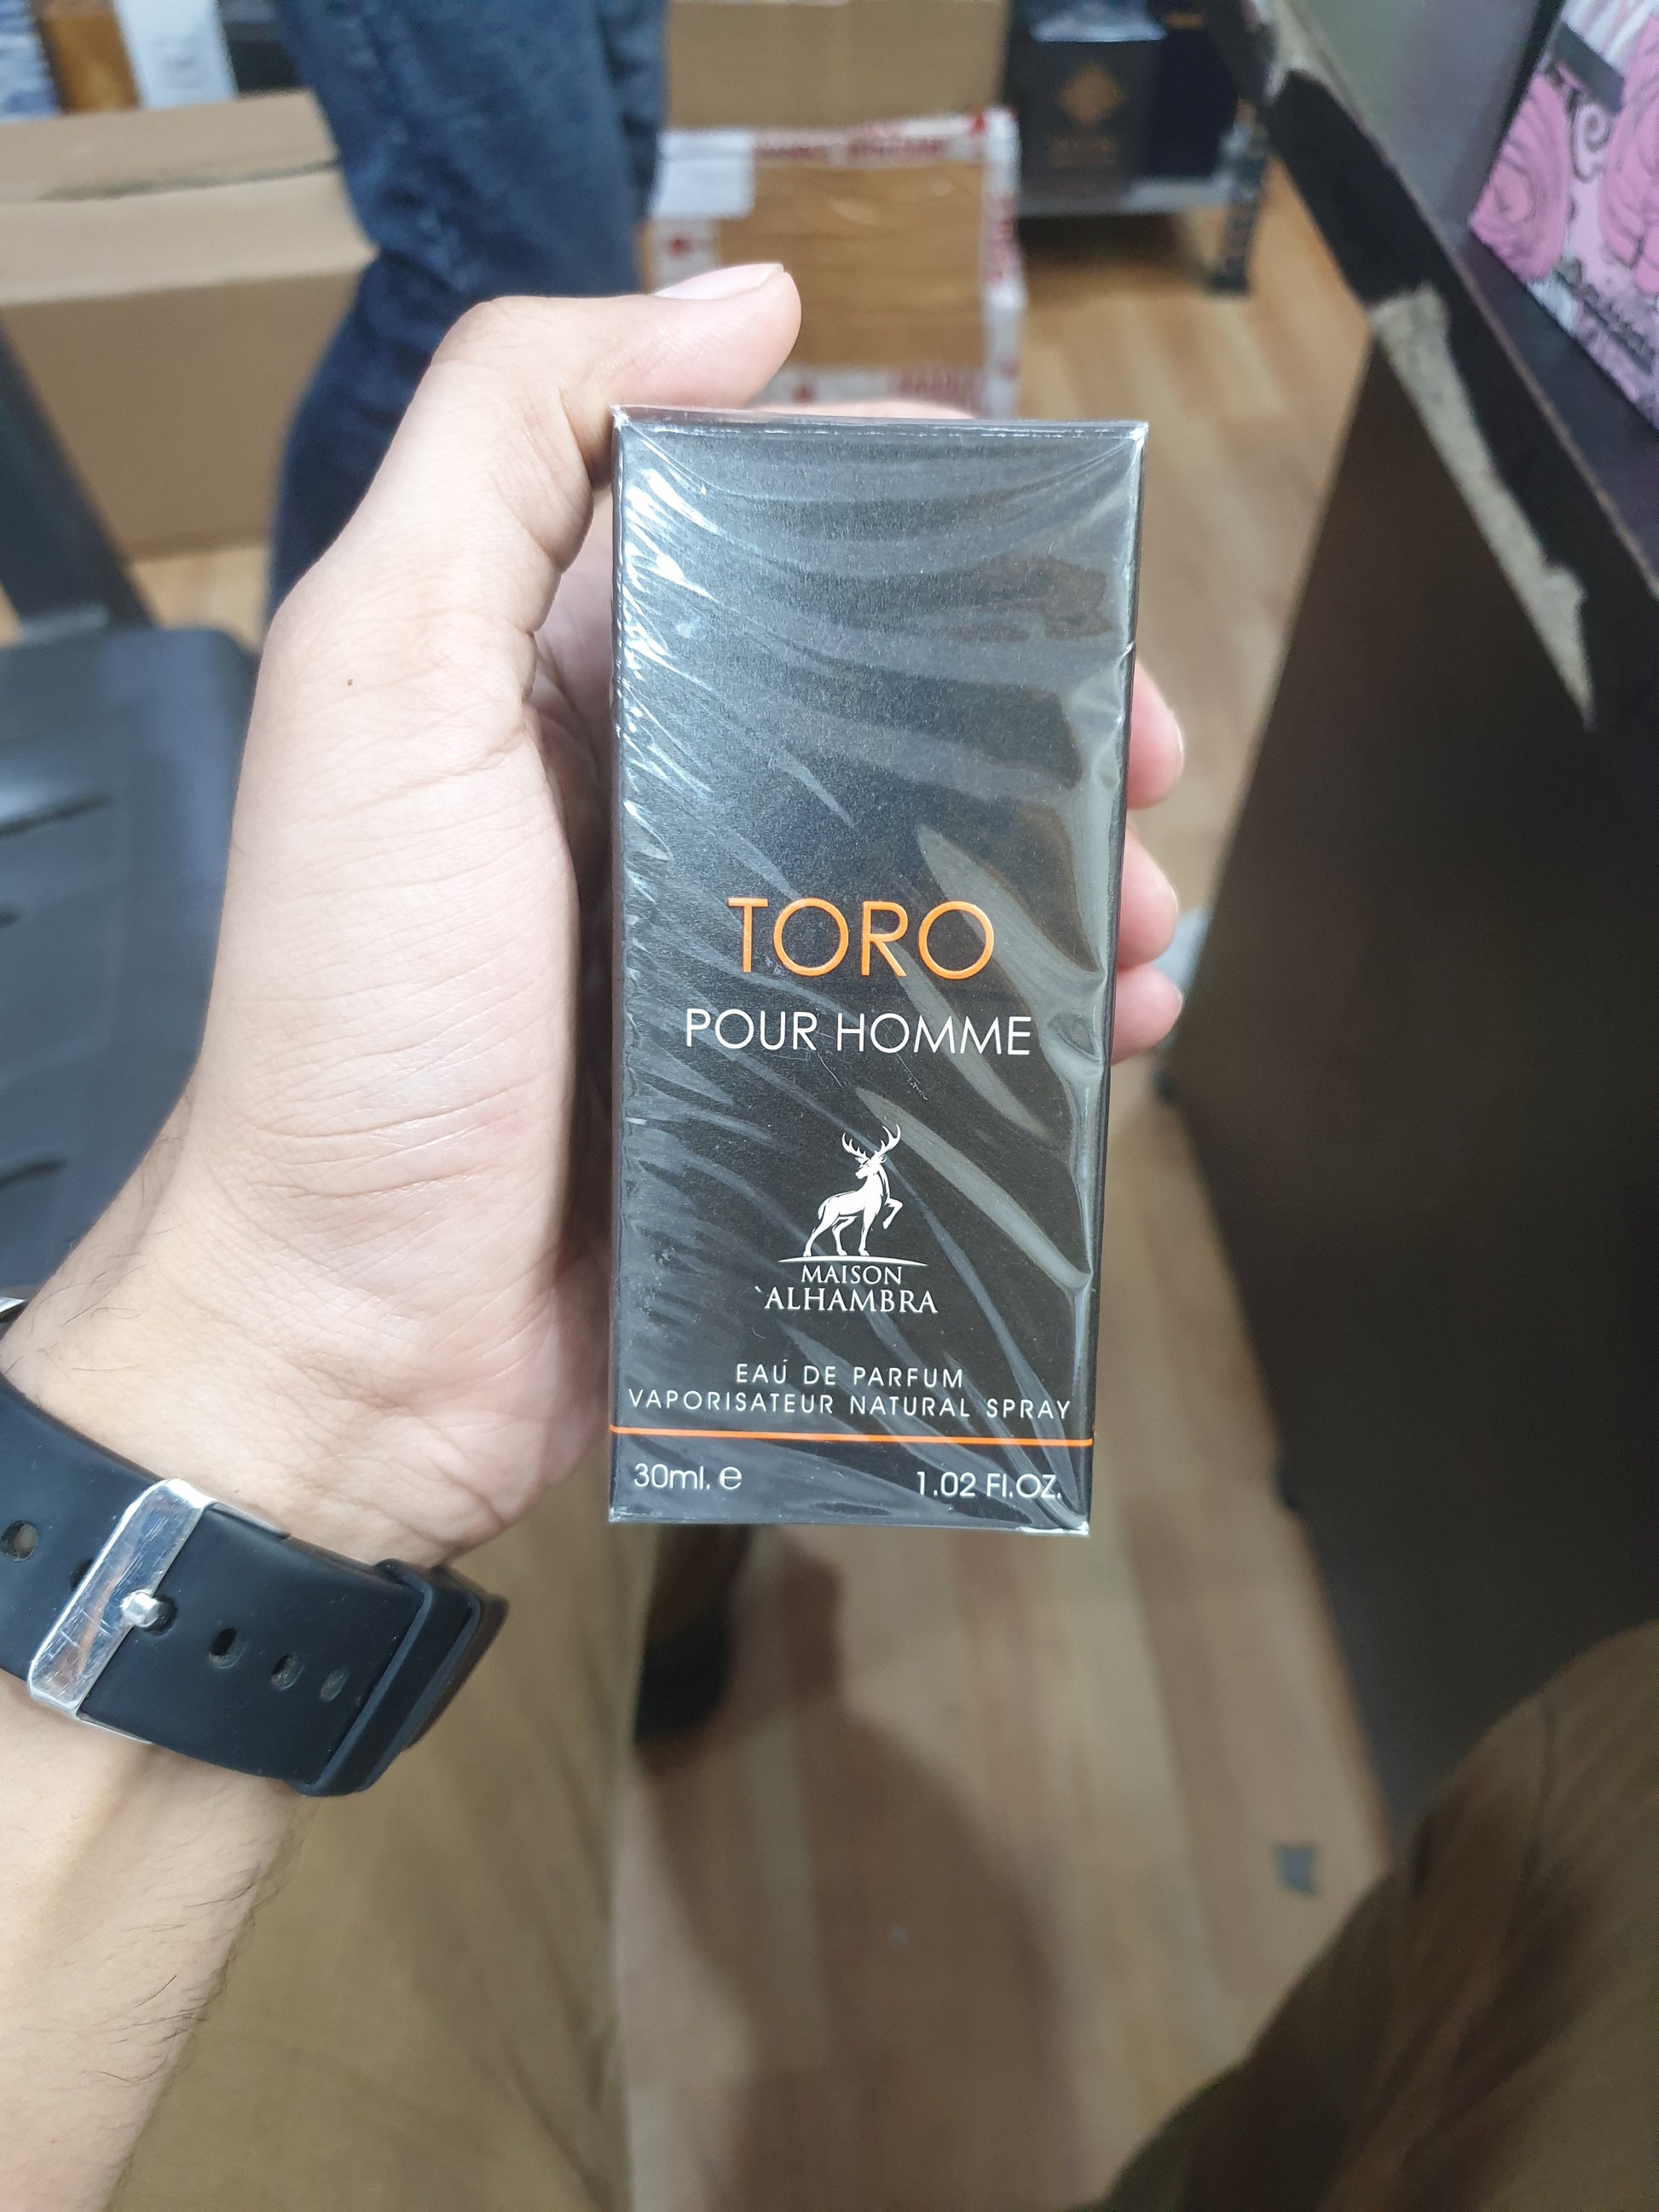 TORO
POUR HOMME
MAISON
`ALHAMBRA
EAU DE PARFUM
VAPORISATEUR NATURAL SPRAY
30ml. e
1.02 Fl.OZ.